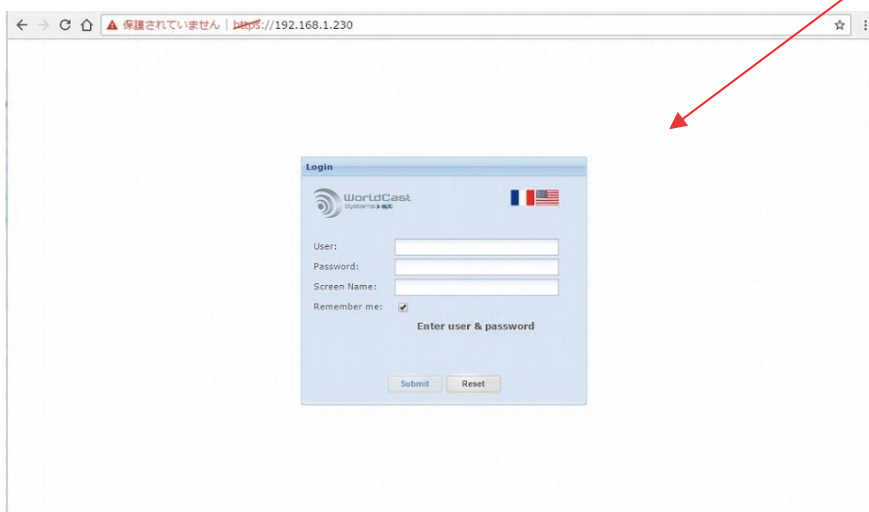 保護されていません | https://192.168.1.230
Login
WorldCast
Systems > apt
User:
Password:
Screen Name:
Remember me:
Enter user & password
Submit Reset